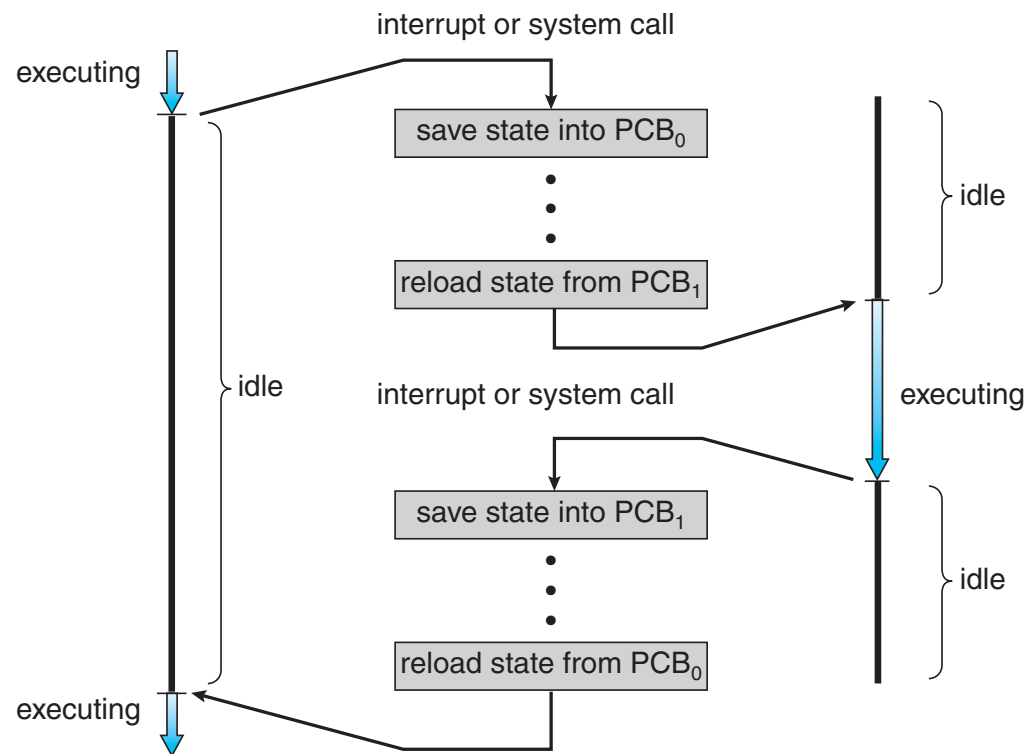 interrupt or system call
executing
save state into PCB₀
idle
reload state from PCB₁
idle
interrupt or system call
executing
save state into PCB₁
idle
reload state from PCB₀
executing